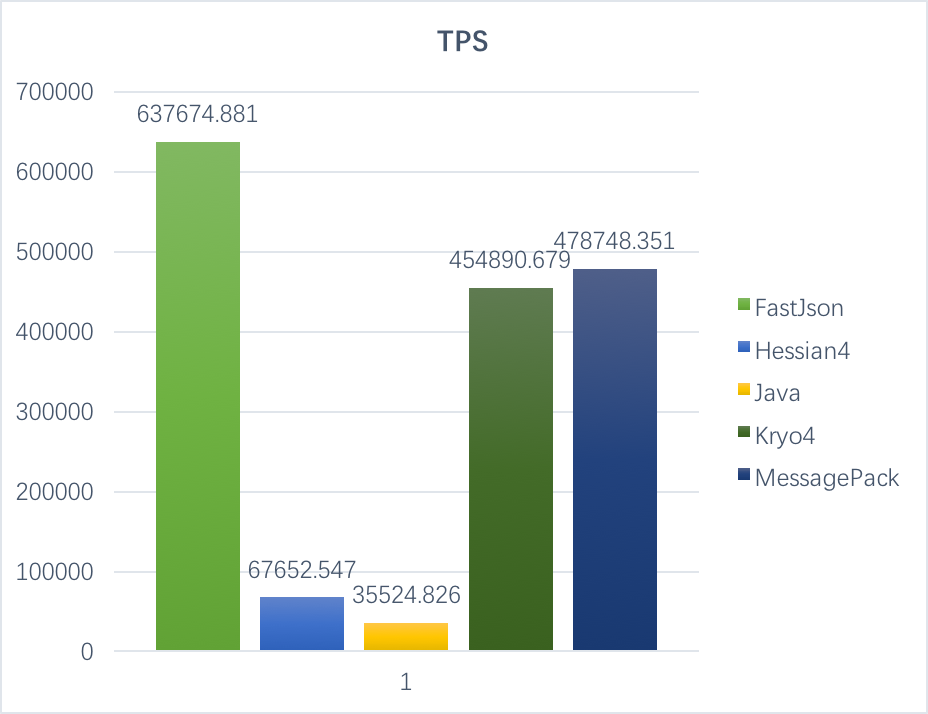 TPS
700000
637674.881
600000
500000
478748.351
454890.679
400000
300000
200000
100000
67652.547
35524.826
0
1
FastJson
Hessian4
Java
Kryo4
MessagePack